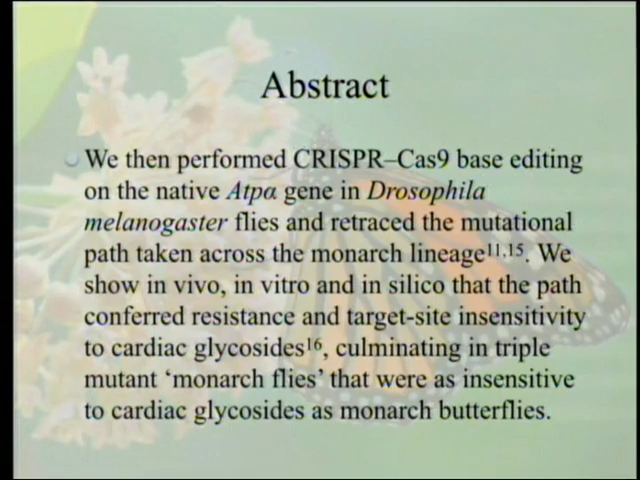 Abstract
We then performed CRISPR–Cas9 base editing
on the native Atpα gene in Drosophila
melanogaster flies and retraced the mutational
path taken across the monarch lineage11,15. We
show in vivo, in vitro and in silico that the path
conferred resistance and target-site insensitivity
to cardiac glycosides16, culminating in triple
mutant ‘monarch flies’ that were as insensitive
to cardiac glycosides as monarch butterflies.